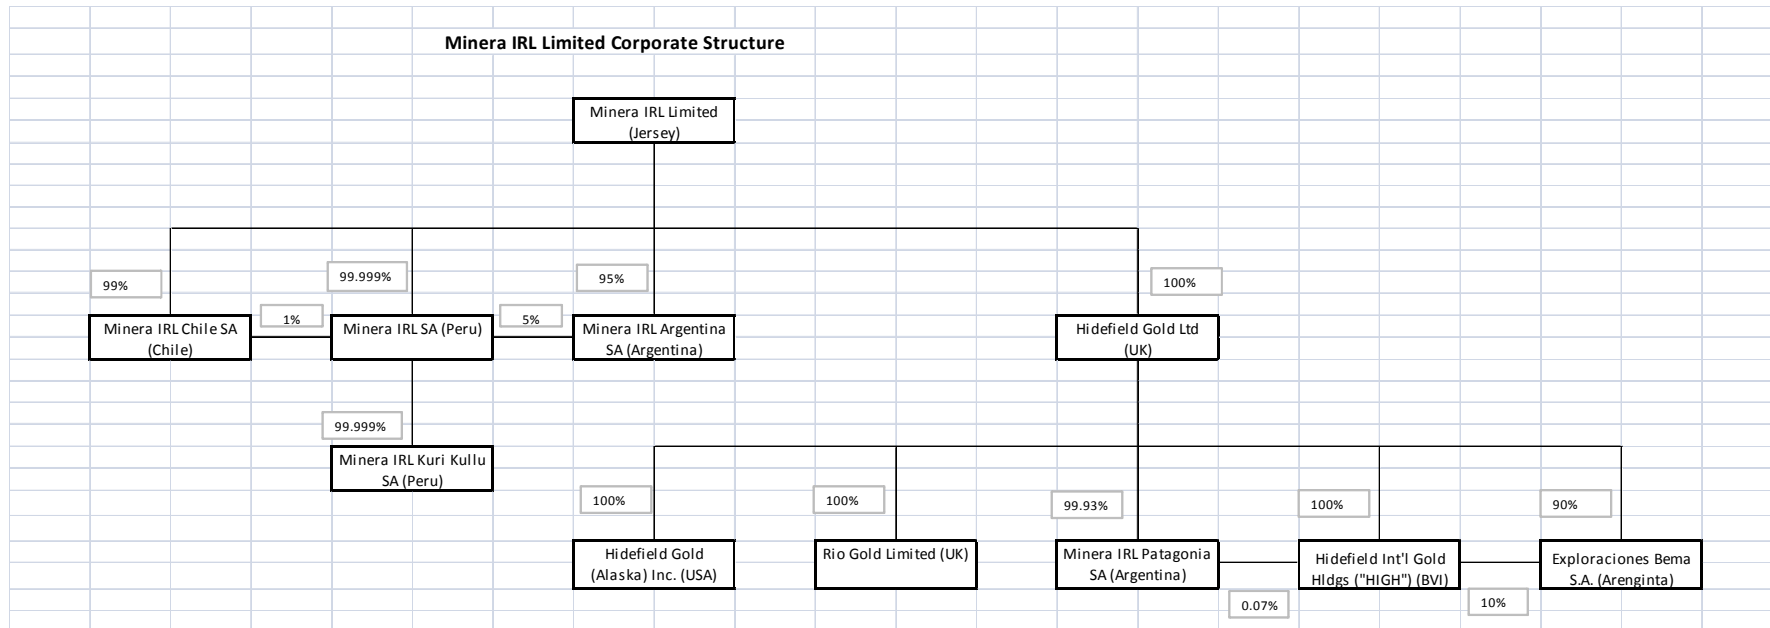 Minera IRL Limited Corporate Structure
Minera IRL Limited
(Jersey)
99%
99.999%
95%
100%
1%
5%
Minera IRL Chile SA
(Chile)
Minera IRL SA (Peru)
Minera IRL Argentina
SA (Argentina)
Hidefield Gold Ltd
(UK)
99.999%
Minera IRL Kuri Kullu
SA (Peru)
100%
100%
99.93%
100%
90%
Hidefield Gold
(Alaska) Inc. (USA)
Rio Gold Limited (UK)
Minera IRL Patagonia
SA (Argentina)
Hidefield Int'l Gold
Hldgs ("HIGH") (BVI)
Exploraciones Bema
S.A. (Arenginta)
0.07%
10%